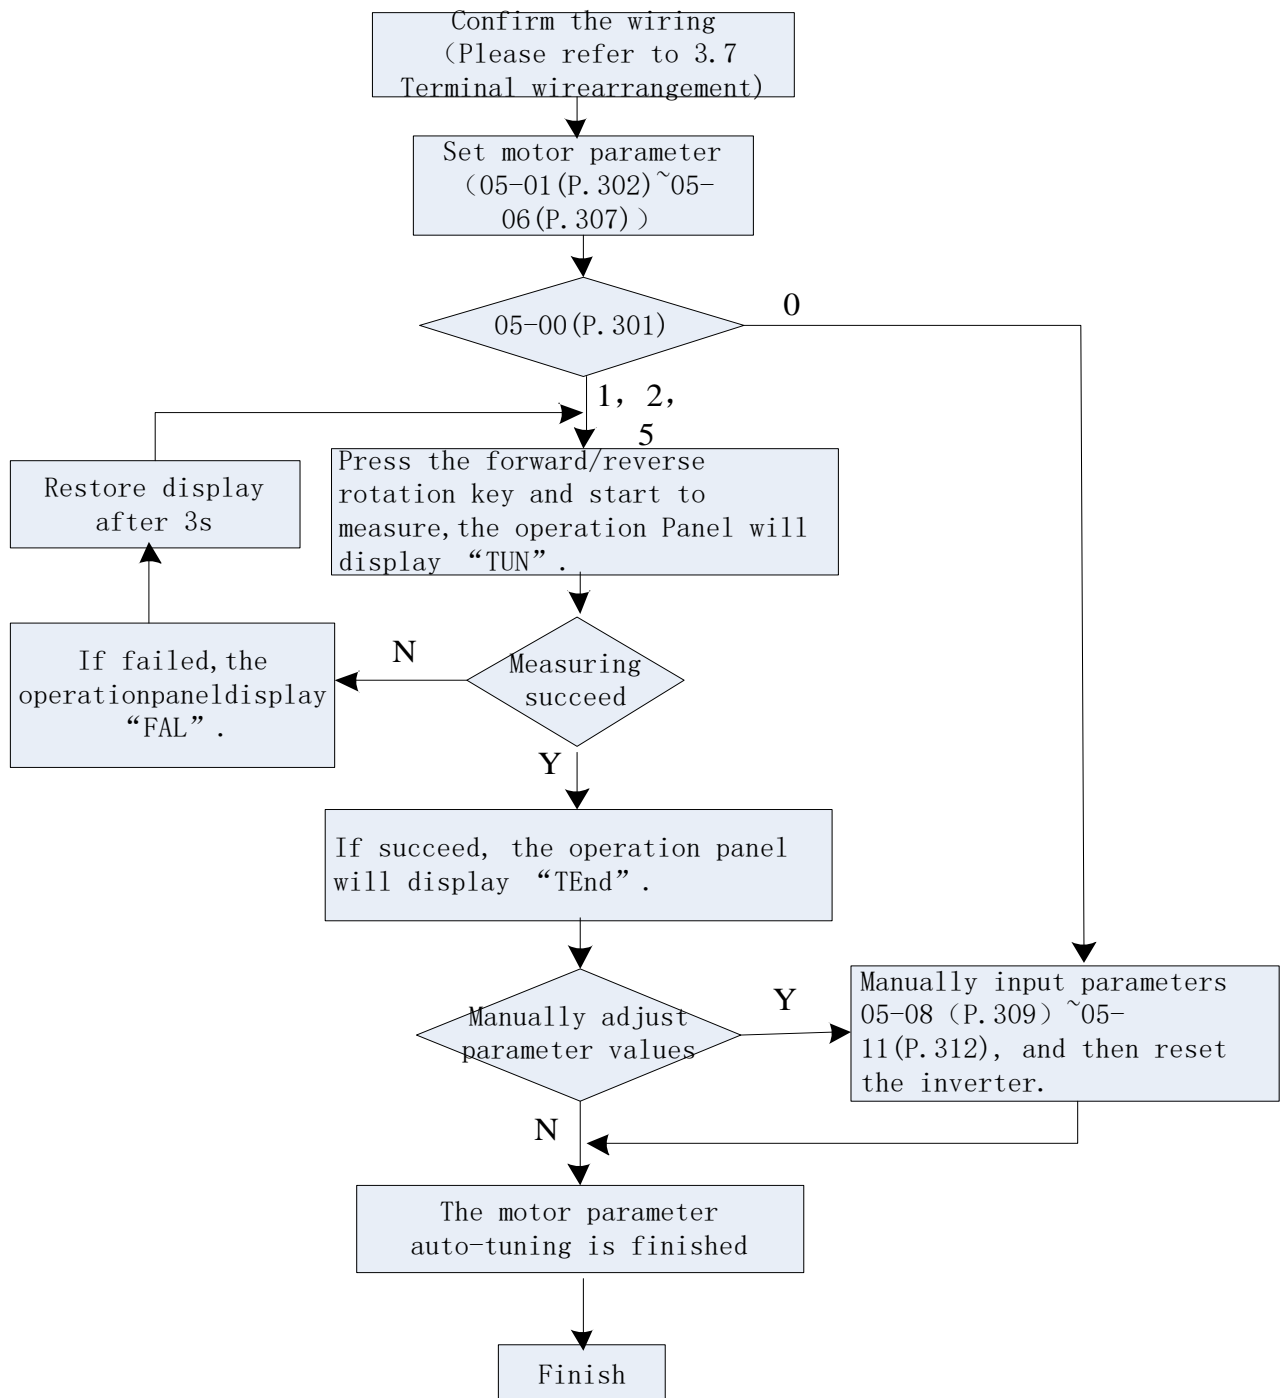 Confirm the wiring
（Please refer to 3.7
Terminal wirearrangement)
Set motor parameter
（05-01(P.302)~05-
06(P.307)）
05-00(P.301)
0
1, 2,
5
Press the forward/reverse
rotation key and start to
measure,the operation Panel will
display “TUN”.
Restore display
after 3s
Measuring
succeed
N
If failed,the
operationpaneldisplay
“FAL”.
Y
If succeed, the operation panel
will display “TEnd”.
Manually adjust
parameter values
Y
Manually input parameters
05-08（P.309）~05-
11(P.312), and then reset
the inverter.
N
The motor parameter
auto-tuning is finished
Finish